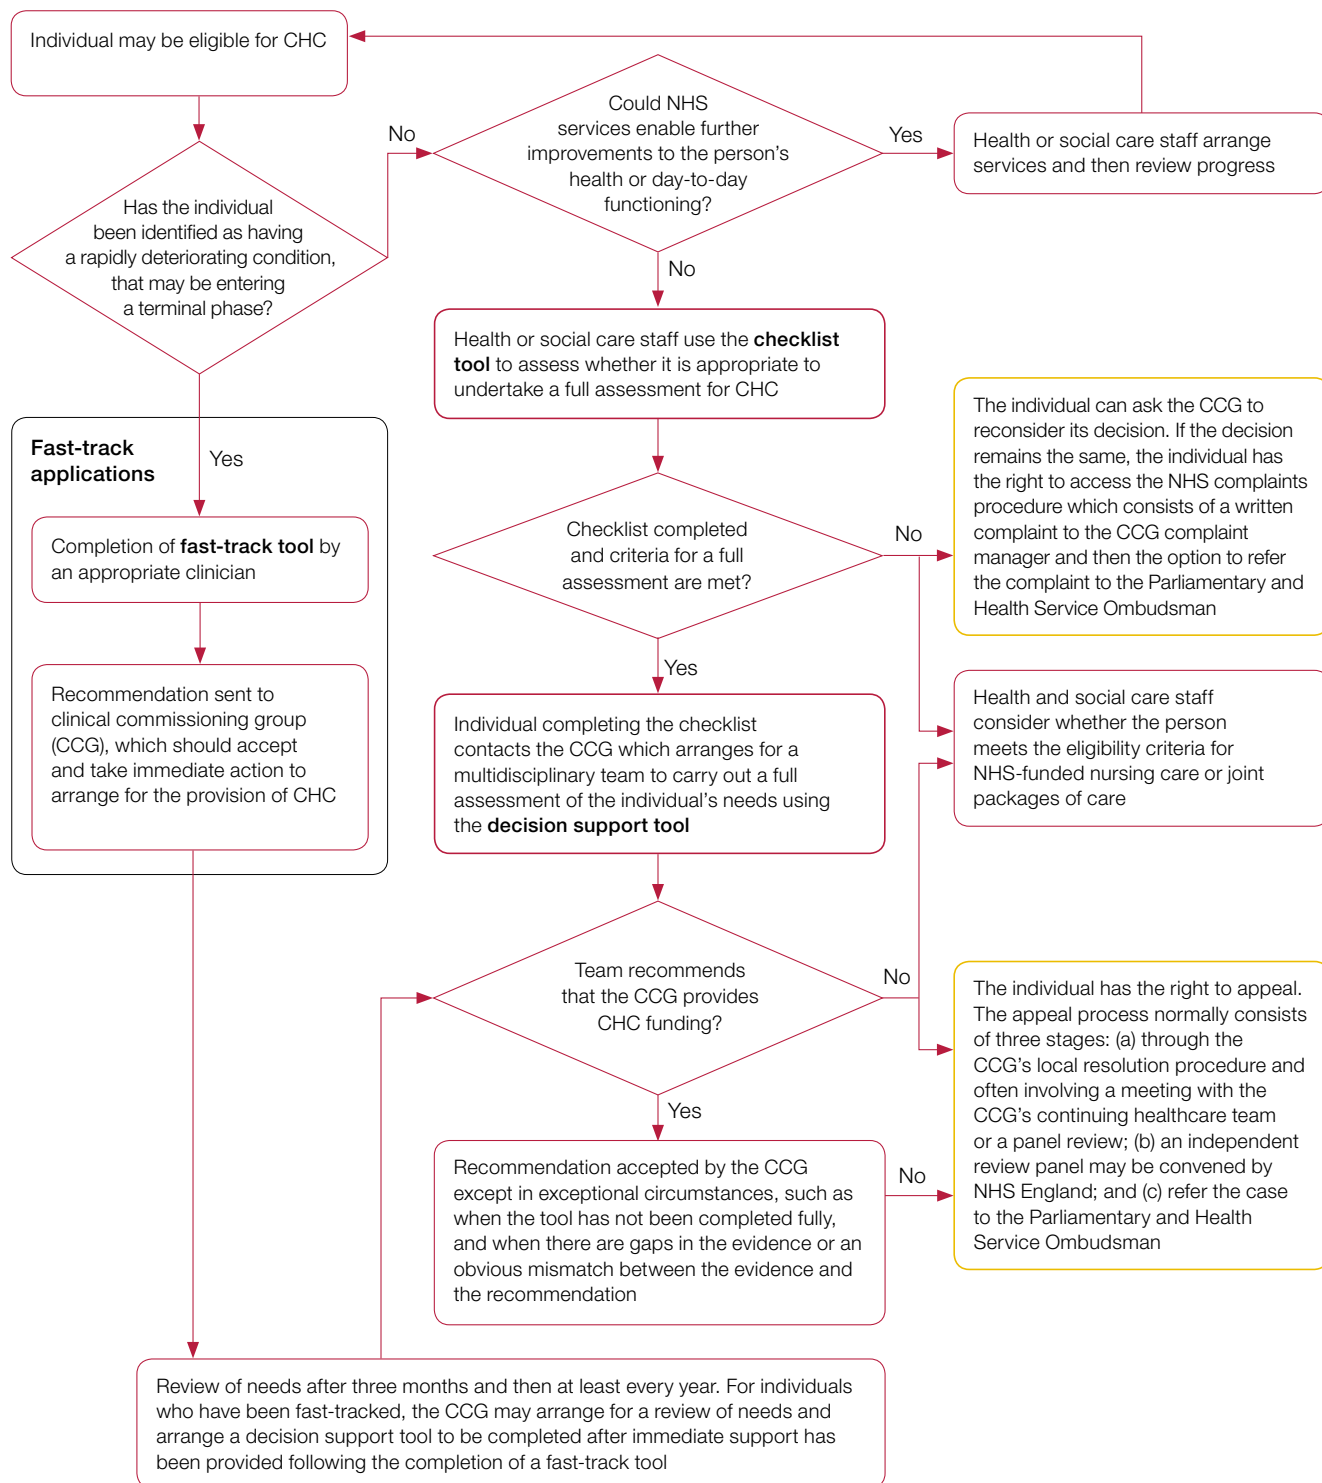 Individual may be eligible for CHC
Has the individual
been identified as having
a rapidly deteriorating condition,
that may be entering
a terminal phase?
No
Could NHS
services enable further
improvements to the person’s
health or day-to-day
functioning?
Yes
Health or social care staff arrange
services and then review progress
No
Health or social care staff use the checklist
tool to assess whether it is appropriate to
undertake a full assessment for CHC
Fast-track
applications
Yes
Completion of fast-track tool by
an appropriate clinician
Recommendation sent to
clinical commissioning group
(CCG), which should accept
and take immediate action to
arrange for the provision of CHC
Checklist completed
and criteria for a full
assessment are met?
No
The individual can ask the CCG to
reconsider its decision. If the decision
remains the same, the individual has
the right to access the NHS complaints
procedure which consists of a written
complaint to the CCG complaint
manager and then the option to refer
the complaint to the Parliamentary and
Health Service Ombudsman
Yes
Individual completing the checklist
contacts the CCG which arranges for a
multidisciplinary team to carry out a full
assessment of the individual’s needs using
the decision support tool
Health and social care staff
consider whether the person
meets the eligibility criteria for
NHS-funded nursing care or joint
packages of care
Team recommends
that the CCG provides
CHC funding?
No
The individual has the right to appeal.
The appeal process normally consists
of three stages: (a) through the
CCG’s local resolution procedure and
often involving a meeting with the
CCG’s continuing healthcare team
or a panel review; (b) an independent
review panel may be convened by
NHS England; and (c) refer the case
to the Parliamentary and Health
Service Ombudsman
Yes
Recommendation accepted by the CCG
except in exceptional circumstances, such as
when the tool has not been completed fully,
and when there are gaps in the evidence or an
obvious mismatch between the evidence and
the recommendation
No
Review of needs after three months and then at least every year. For individuals
who have been fast-tracked, the CCG may arrange for a review of needs and
arrange a decision support tool to be completed after immediate support has
been provided following the completion of a fast-track tool